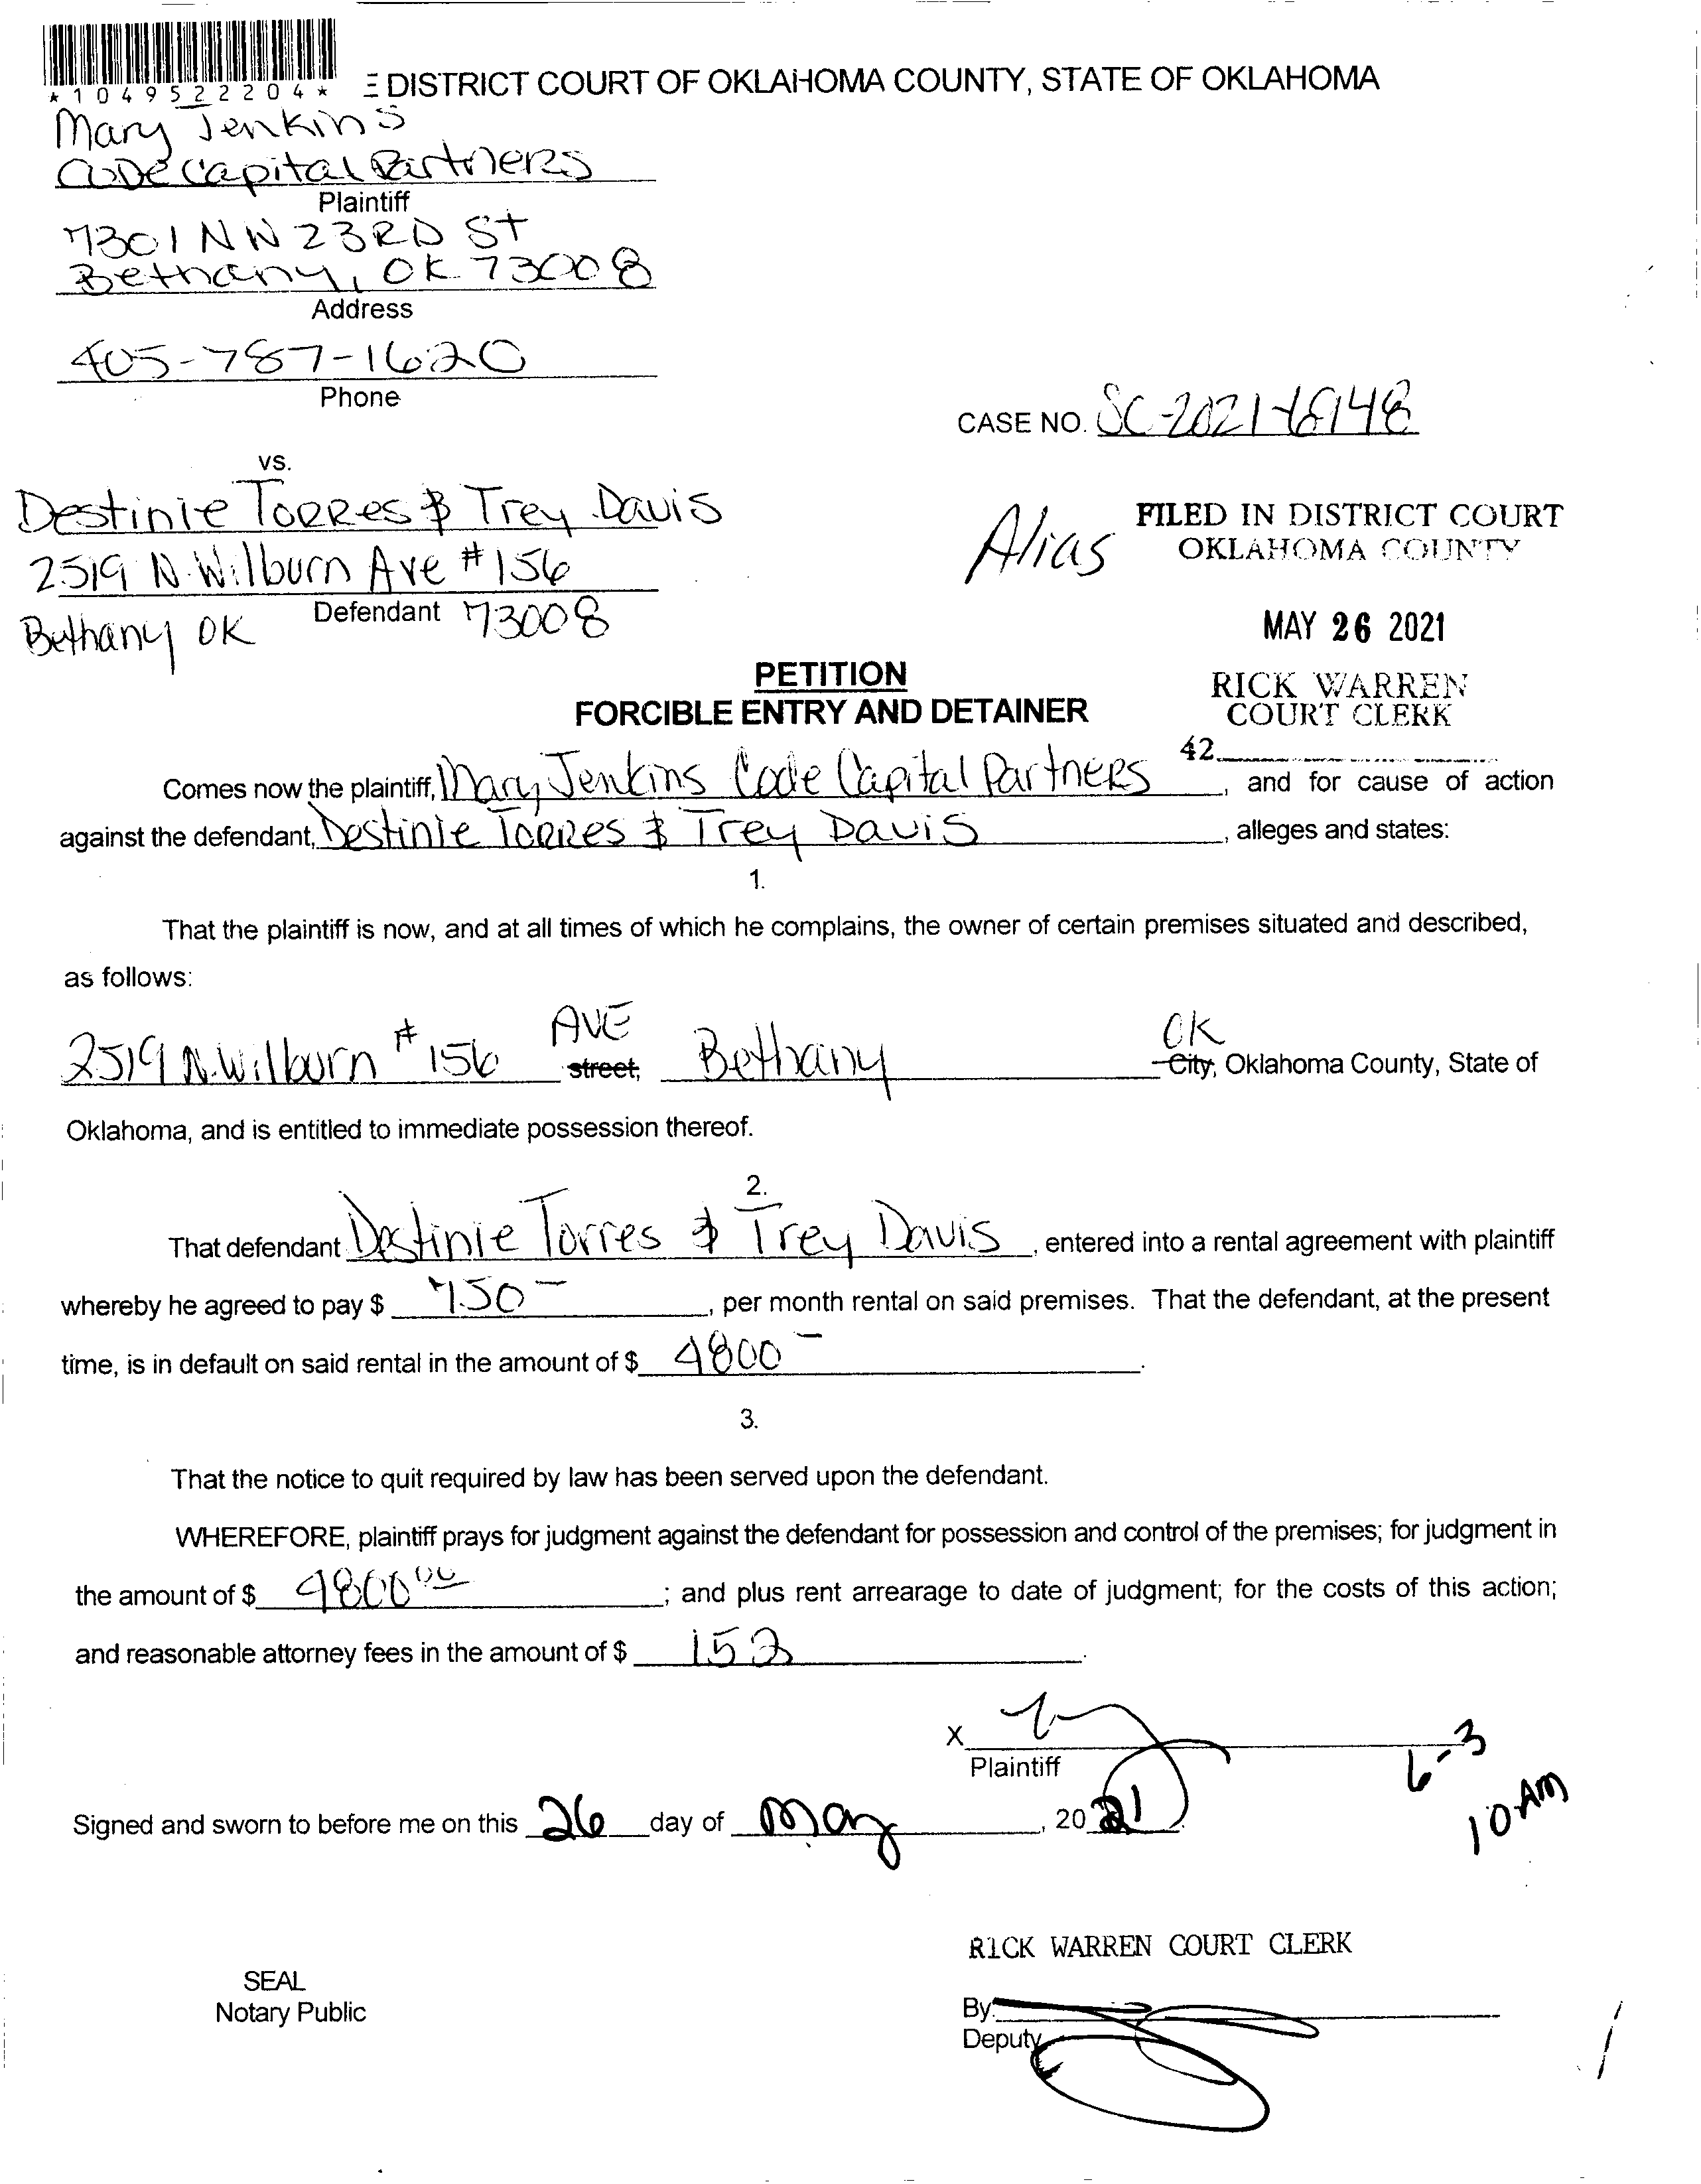 *1049522204*
DISTRICT COURT OF OKLAHOMA COUNTY, STATE OF OKLAHOMA
Mary Jenkins
Code Capital Partners
Plaintiff
7301 NW 23RD St
Bethany, OK 73008
Address
405-787-1620
Phone
CASE NO. SC-2021-6948
vs.
Destinie Torres & Trey Davis
2519 N. Wilburn Ave #156
Defendant
Bethany OK 73008
Alias
FILED IN DISTRICT COURT
OKLAHOMA COUNTY
MAY 26 2021
RICK WARREN
COURT CLERK
42
PETITION
FORCIBLE ENTRY AND DETAINER
Comes now the plaintiff, Mary Jenkins Code Capital Partners, and for cause of action
against the defendant, Destinie Torres & Trey Davis, alleges and states:
1.
That the plaintiff is now, and at all times of which he complains, the owner of certain premises situated and described,
as follows:
2519 N. Wilburn #156 AVE street, Bethany OK City, Oklahoma County, State of
Oklahoma, and is entitled to immediate possession thereof.
2.
That defendant Destinie Torres & Trey Davis, entered into a rental agreement with plaintiff
whereby he agreed to pay $ 750 –, per month rental on said premises. That the defendant, at the present
time, is in default on said rental in the amount of $ 4800 –.
3.
That the notice to quit required by law has been served upon the defendant.
WHEREFORE, plaintiff prays for judgment against the defendant for possession and control of the premises; for judgment in
the amount of $ 4800 00; and plus rent arrearage to date of judgment; for the costs of this action;
and reasonable attorney fees in the amount of $ 152.
X
Plaintiff
6-3
10 AM
Signed and sworn to before me on this 26 day of May, 2021.
RICK WARREN COURT CLERK
SEAL
Notary Public
By:
Deputy